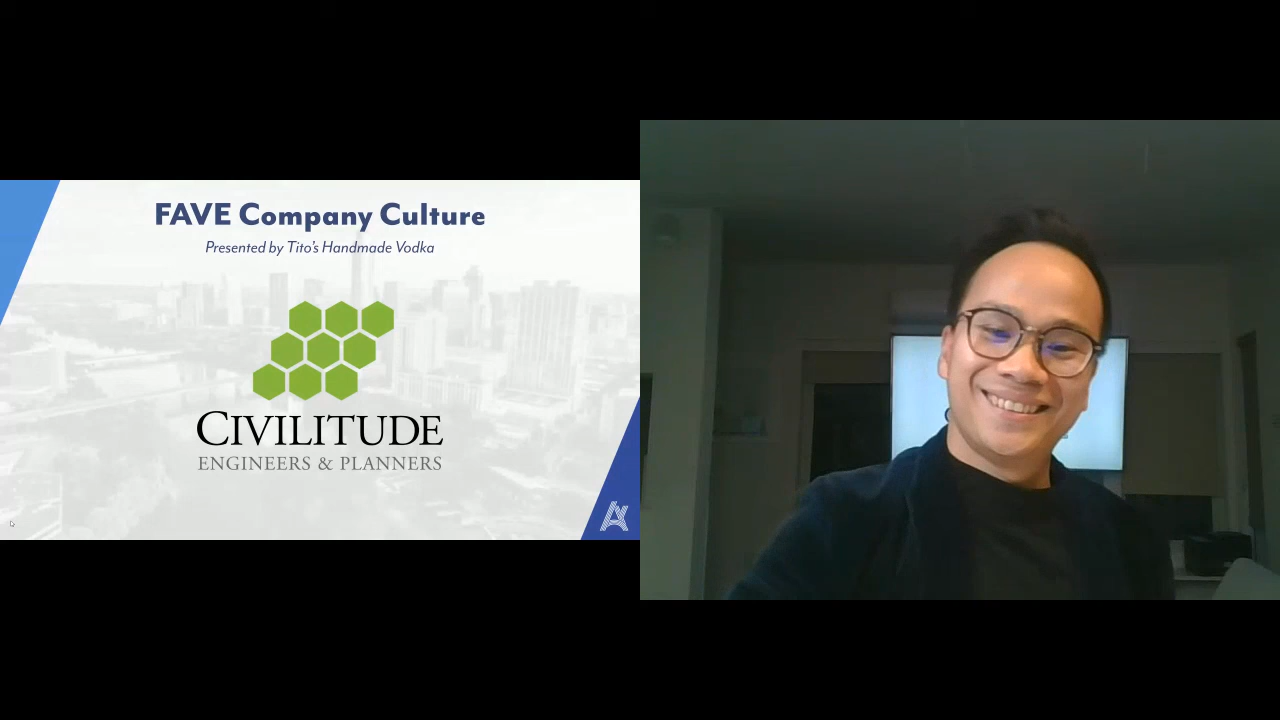 FAVE Company Culture
Presented by Tito's Handmade Vodka
CIVILITUDE
ENGINEERS & PLANNERS